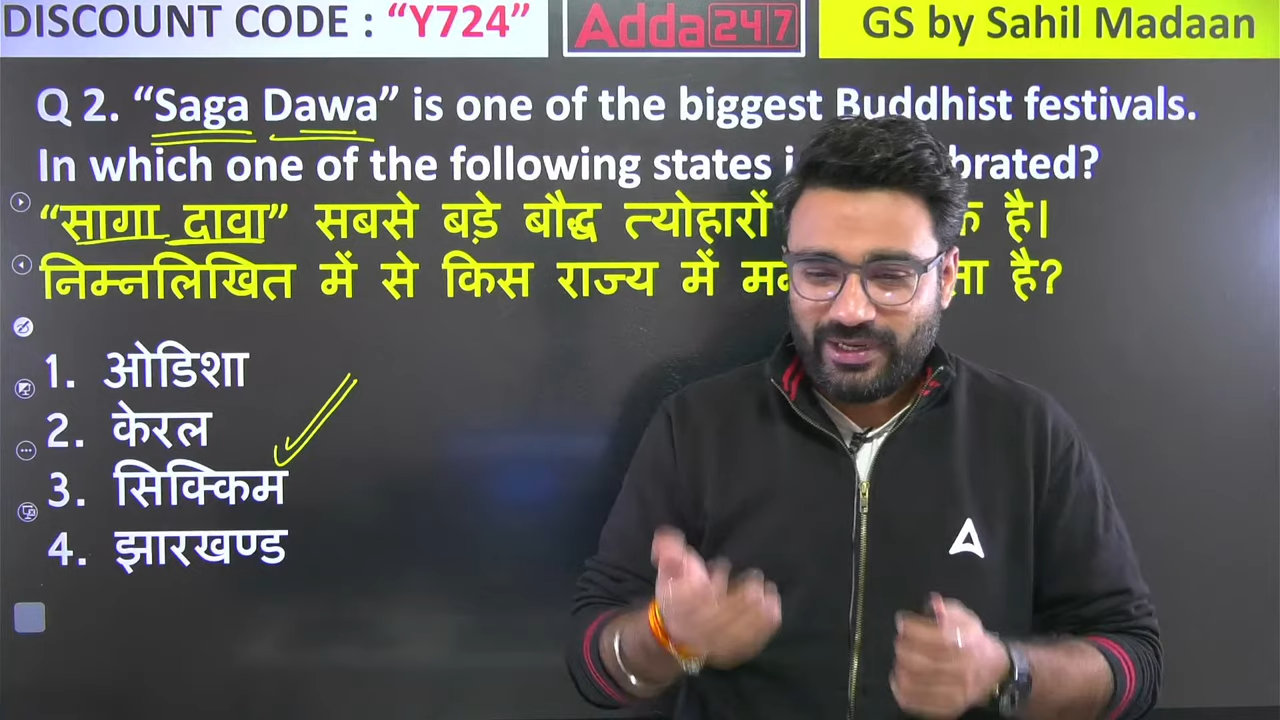 DISCOUNT CODE : “Y724”
Adda247
GS by Sahil Madaan
Q 2. “Saga Dawa” is one of the biggest Buddhist festivals.
In which one of the following states brated?
“सागा दावा” सबसे बड़े बौद्ध त्योहारों है।
निम्नलिखित में से किस राज्य में है?
1. ओडिशा
2. केरल
3. सिक्किम
4. झारखण्ड